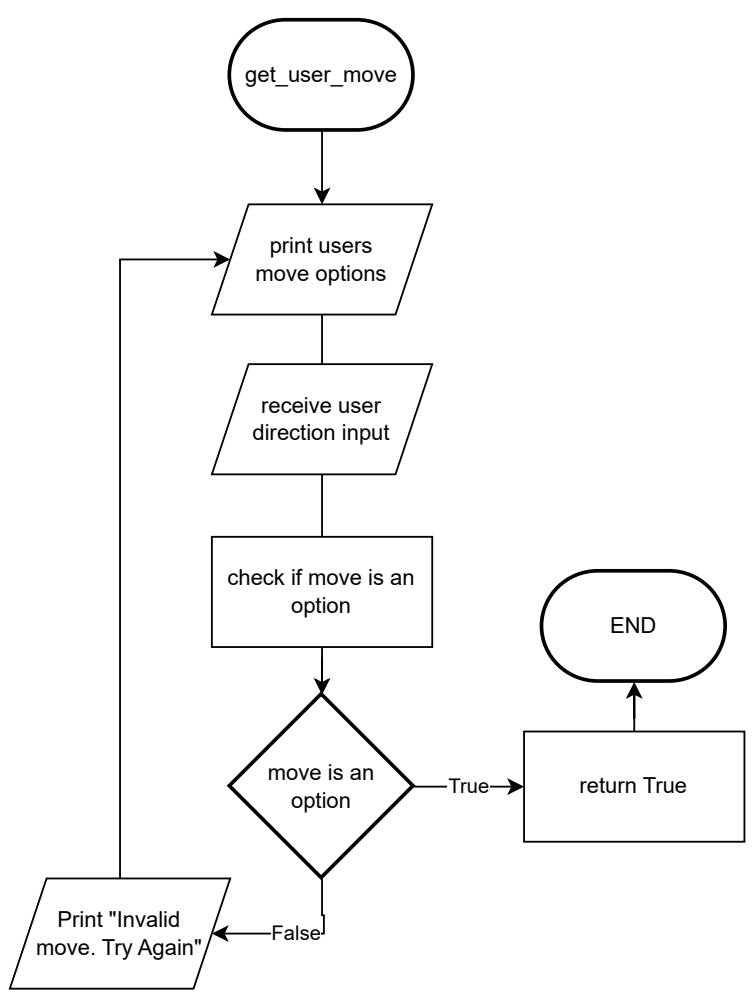 get_user_move
print users
move options
receive user
direction input
check if move is an
option
END
move is an
option
True
return True
Print "Invalid
move. Try Again"
False